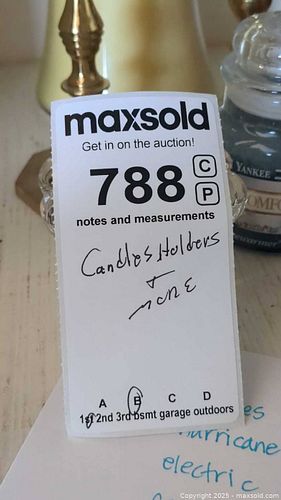 maxsold
Get in on the auction!
788 C
P
notes and measurements
Candles Holders
+
more
A B C D
1st 2nd 3rd bsmt garage outdoors
YANKEE
hurricane
electric
Copyright 2025 - maxsold.com